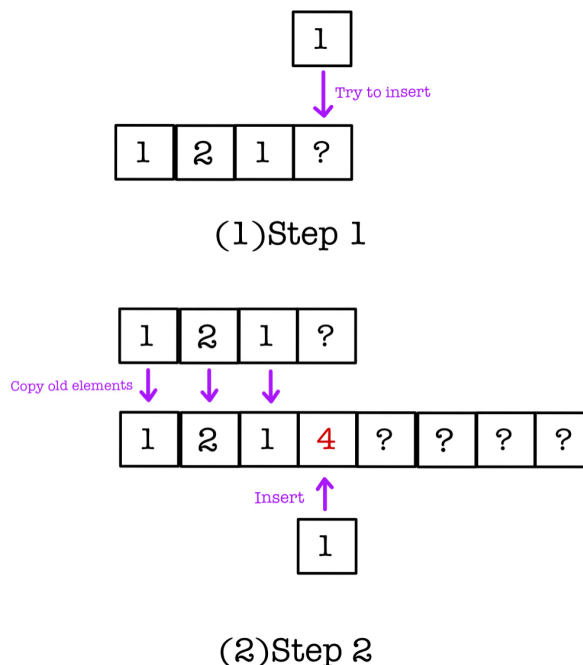 1
Try to insert
1 2 1 ?
(1)Step 1
1 2 1 ?
Copy old elements
1 2 1 4 ? ? ? ?
Insert
1
(2)Step 2